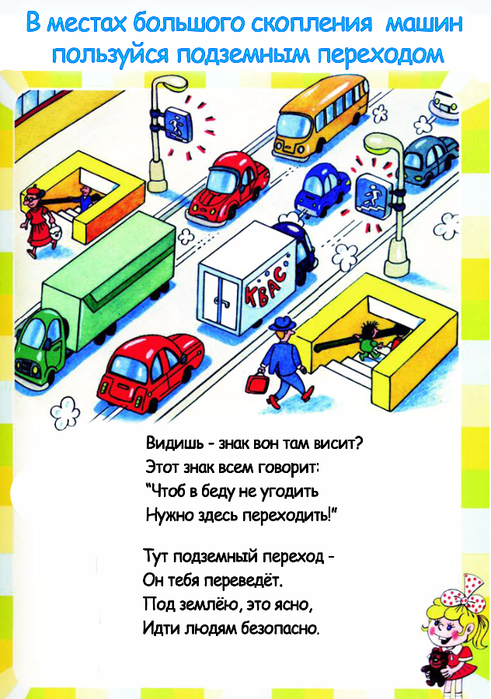 В местах большого скопления машин
пользуйся подземным переходом
КВАС
Видишь - знак вон там висит?
Этот знак всем говорит:
"Чтоб в беду не угодить
Нужно здесь переходить!"
Тут подземный переход -
Он тебя переведёт.
Под землёю, это ясно,
Идти людям безопасно.